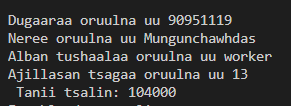 Dugaaraa oruulna uu 90951119
Neree oruulna uu Mungunchawhdas
Alban tushaalaa oruulna uu worker
Ajillasan tsagaa oruulna uu 13
Tanii tsalin: 104000